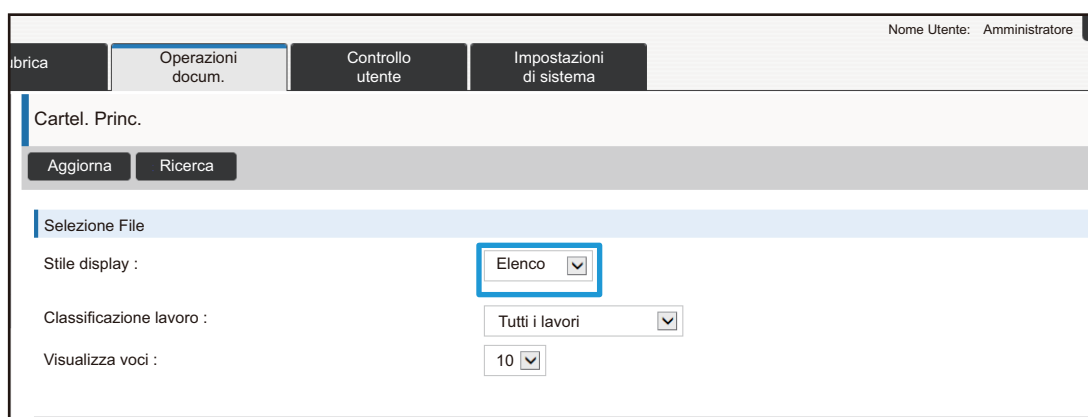 Nome Utente: Amministratore
ubrica
Operazioni
docum.
Controllo
utente
Impostazioni
di sistema
Cartel. Princ.
Aggiorna Ricerca
Selezione File
Stile display : Elenco
Classificazione lavoro : Tutti i lavori
Visualizza voci : 10